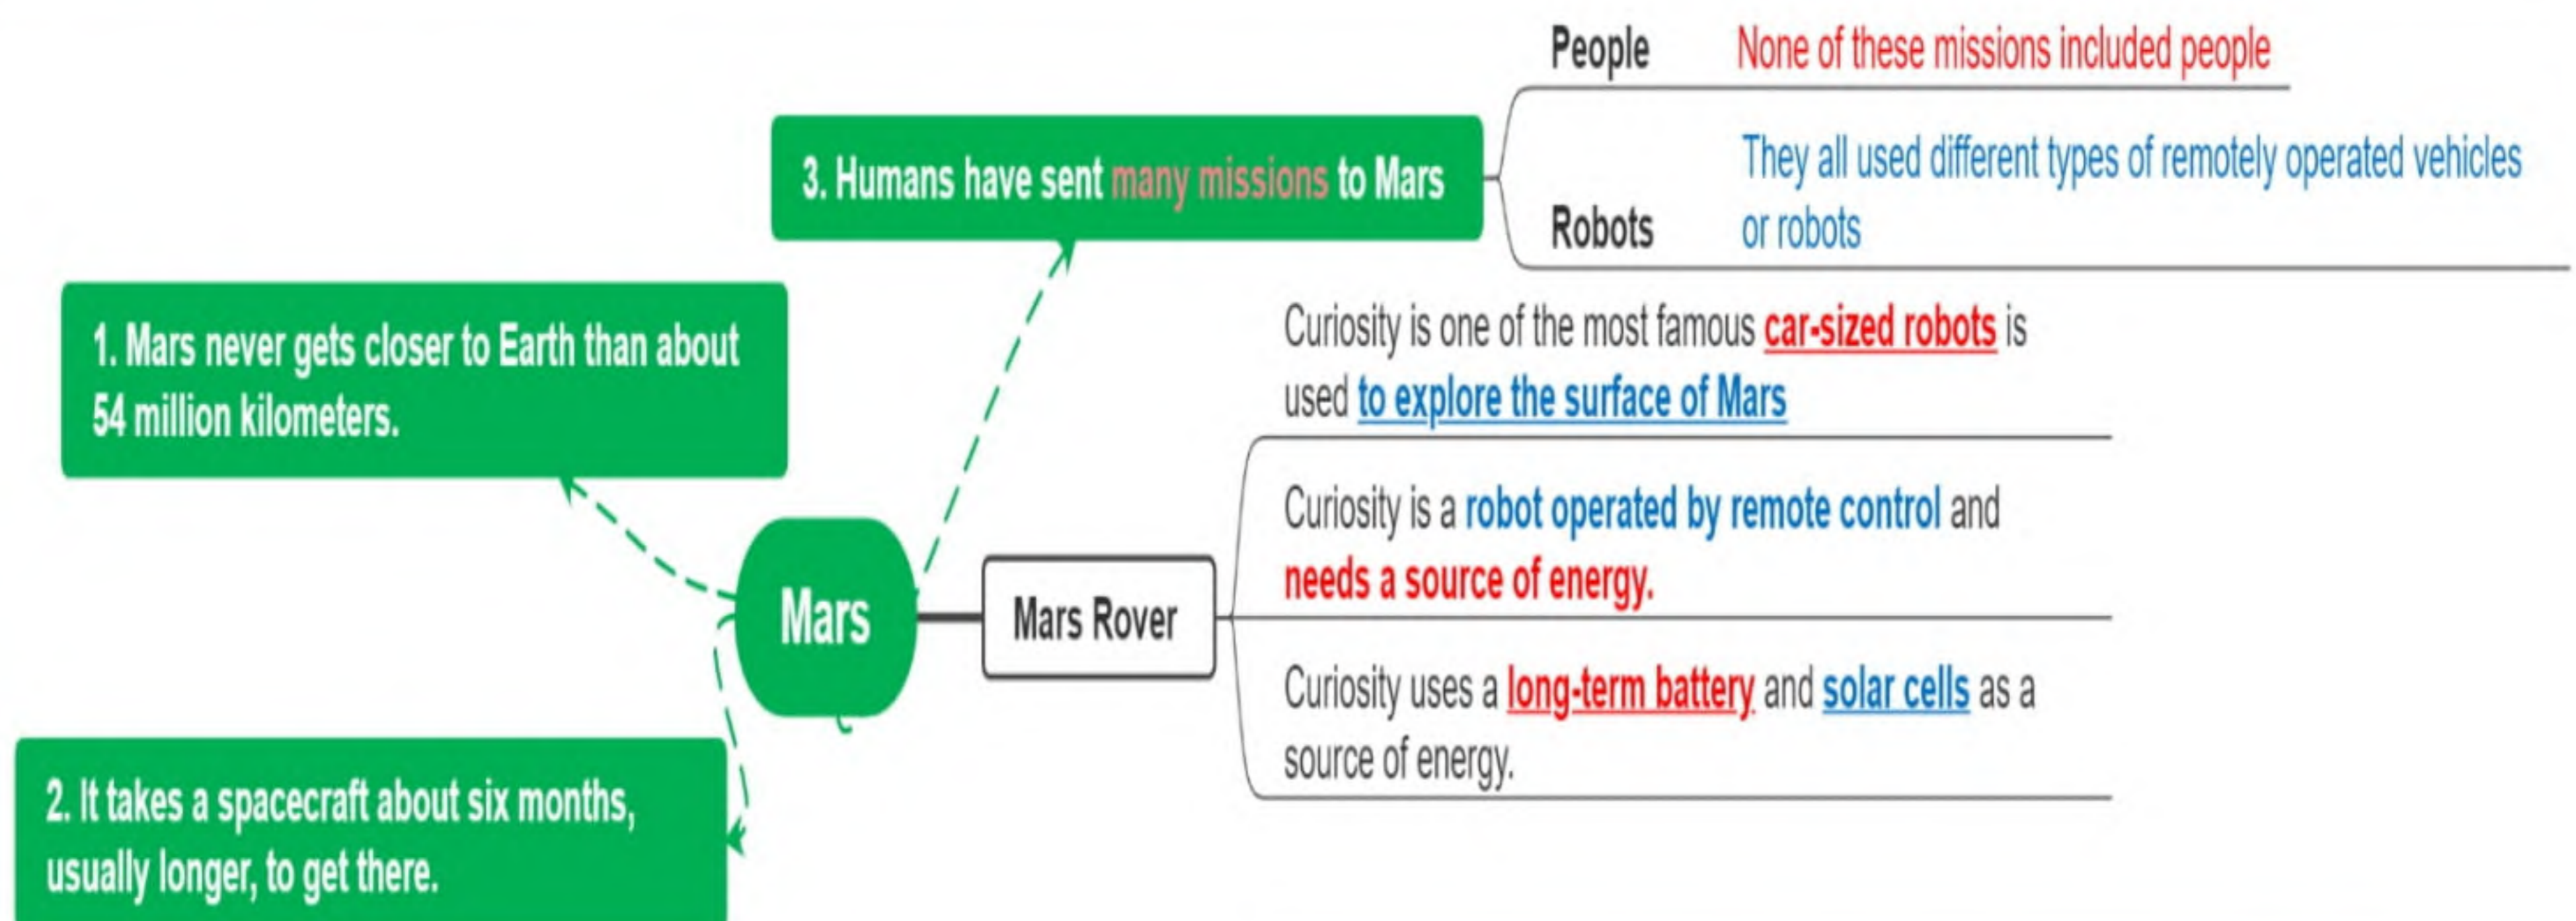 People None of these missions included people
3. Humans have sent many missions to Mars
They all used different types of remotely operated vehicles
Robots or robots
1. Mars never gets closer to Earth than about
54 million kilometers.
Curiosity is one of the most famous car-sized robots is
used to explore the surface of Mars
Curiosity is a robot operated by remote control and
needs a source of energy.
Mars
Mars Rover
Curiosity uses a long-term battery and solar cells as a
source of energy.
2. It takes a spacecraft about six months,
usually longer, to get there.